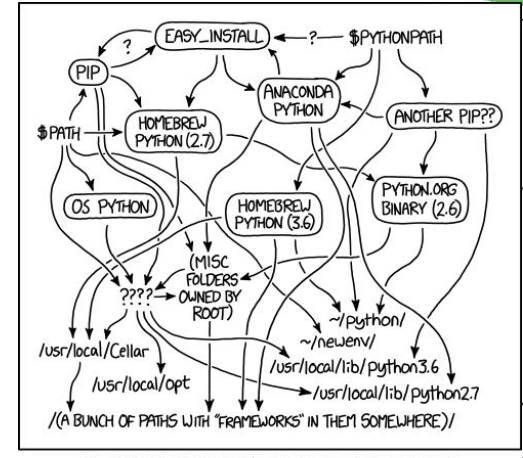 EASY_INSTALL
?
?
$PYTHONPATH
PIP
ANACONDA
PYTHON
ANOTHER PIP??
HOMEBREW
PYTHON (2.7)
$PATH
OS PYTHON
HOMEBREW
PYTHON (3.6)
PYTHON.ORG
BINARY (2.6)
(MISC
FOLDERS
OWNED BY
ROOT)
????
~/python/
~/newenv/
/usr/local/Cellar
/usr/local/opt
/usr/local/lib/python3.6
/usr/local/lib/python2.7
/(A BUNCH OF PATHS WITH "FRAMEWORKS" IN THEM SOMEWHERE)/